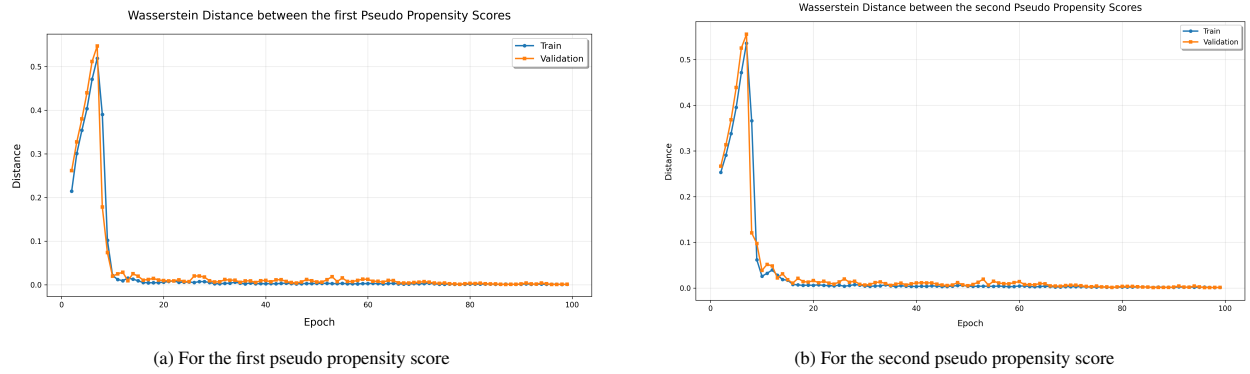 Wasserstein Distance between the first Pseudo Propensity Scores
Train
Validation
0.5
0.4
0.3
0.2
0.1
0.0
Distance
0 20 40 60 80 100
Epoch
(a) For the first pseudo propensity score
Wasserstein Distance between the second Pseudo Propensity Scores
Train
Validation
0.5
0.4
0.3
0.2
0.1
0.0
Distance
0 20 40 60 80 100
Epoch
(b) For the second pseudo propensity score